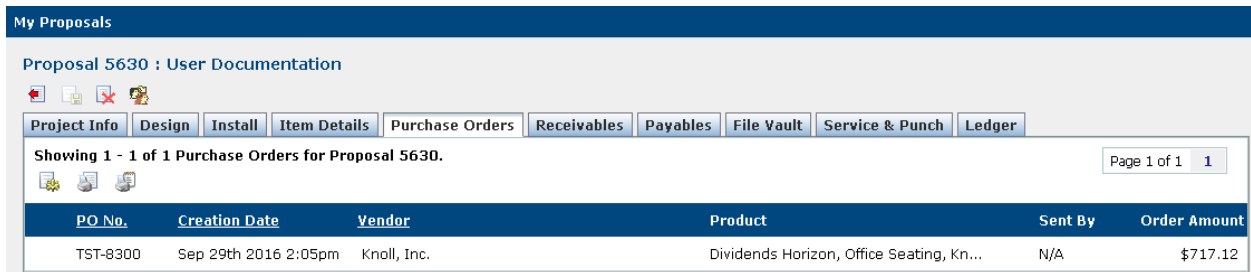 My Proposals
Proposal 5630 : User Documentation
Project Info Design Install Item Details Purchase Orders Receivables Payables File Vault Service & Punch Ledger
Showing 1 - 1 of 1 Purchase Orders for Proposal 5630.
Page 1 of 1 1
PO No. Creation Date Vendor Product Sent By Order Amount
TST-8300 Sep 29th 2016 2:05pm Knoll, Inc. Dividends Horizon, Office Seating, Kn... N/A $717.12